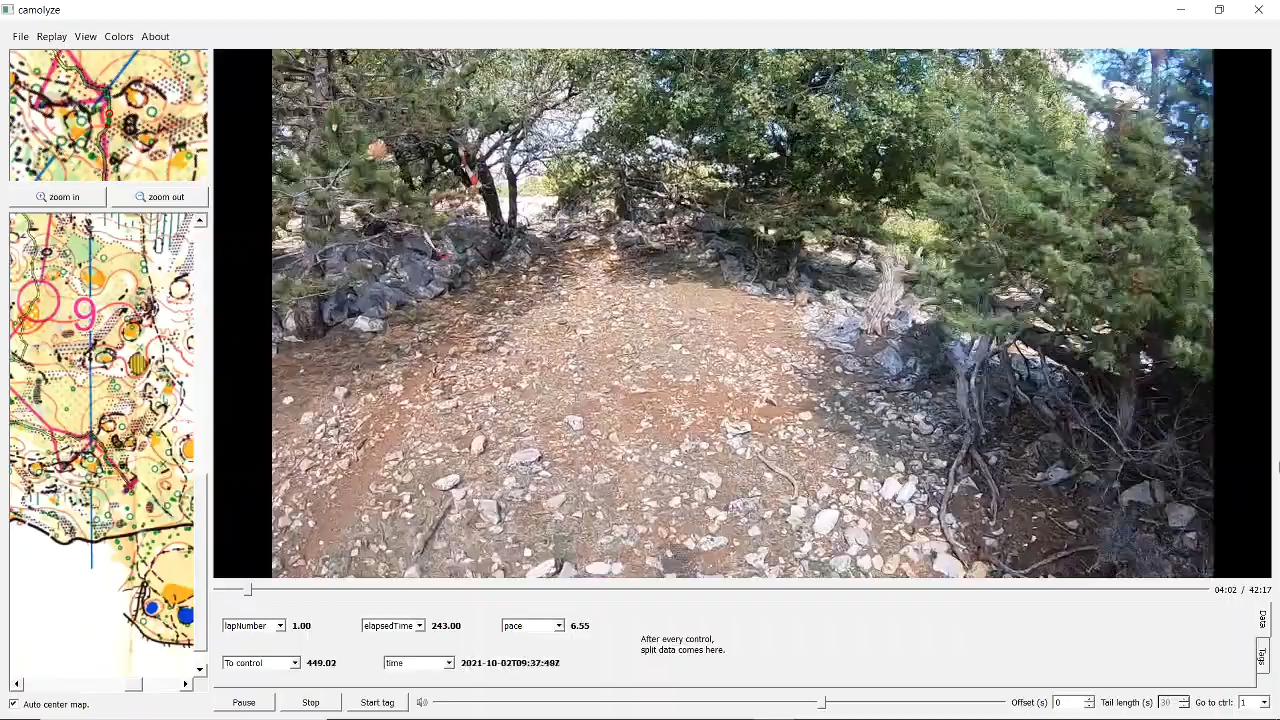 camolyze
File Replay View Colors About
zoom in zoom out
9
04:02 / 42:17
lapNumber 1.00 elapsedTime 243.00 pace 6.55
After every control,
split data comes here.
To control 449.02 time 2021-10-02T09:37:48Z
Data
Tags
Auto center map.
Pause Stop Start tag Offset (s) 0 Tail length (s) 30 Go to ctrl: 1